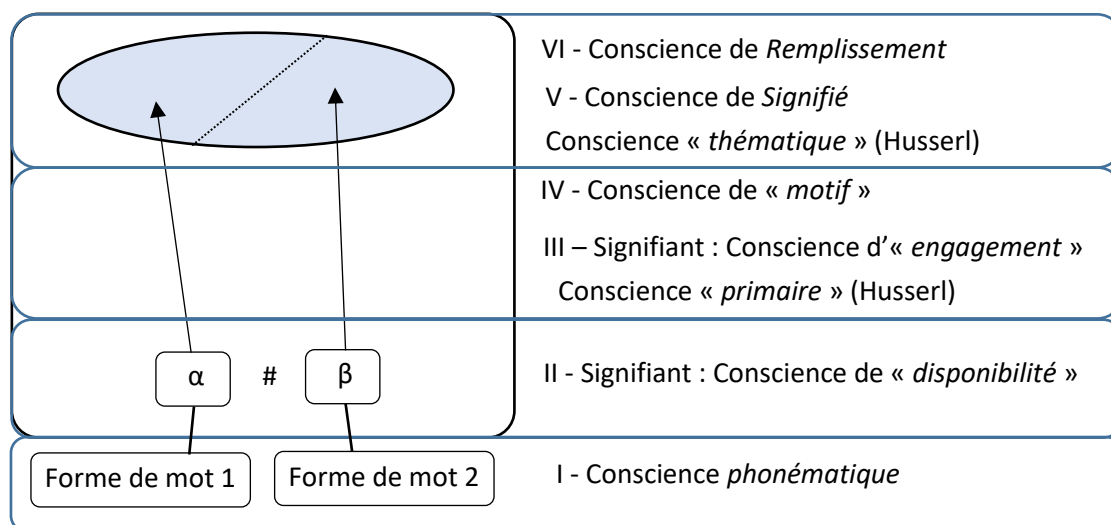 VI - Conscience de Remplissement
V - Conscience de Signifié
Conscience « thématique » (Husserl)
IV - Conscience de « motif »
III – Signifiant : Conscience d'« engagement »
Conscience « primaire » (Husserl)
α # β
II - Signifiant : Conscience de « disponibilité »
Forme de mot 1
Forme de mot 2
I - Conscience phonématique